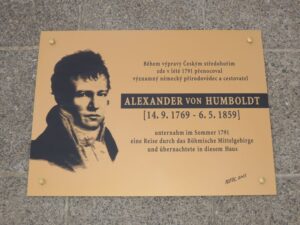 Během výpravy Českým středohořím
zde v létě 1791 přenocoval
významný německý přírodovědec a cestovatel
ALEXANDER VON HUMBOLDT
[14. 9. 1769 - 6. 5. 1859]
unternahm im Sommer 1791
eine Reise durch das Böhmische Mittelgebirge
und übernachtete in diesem Haus